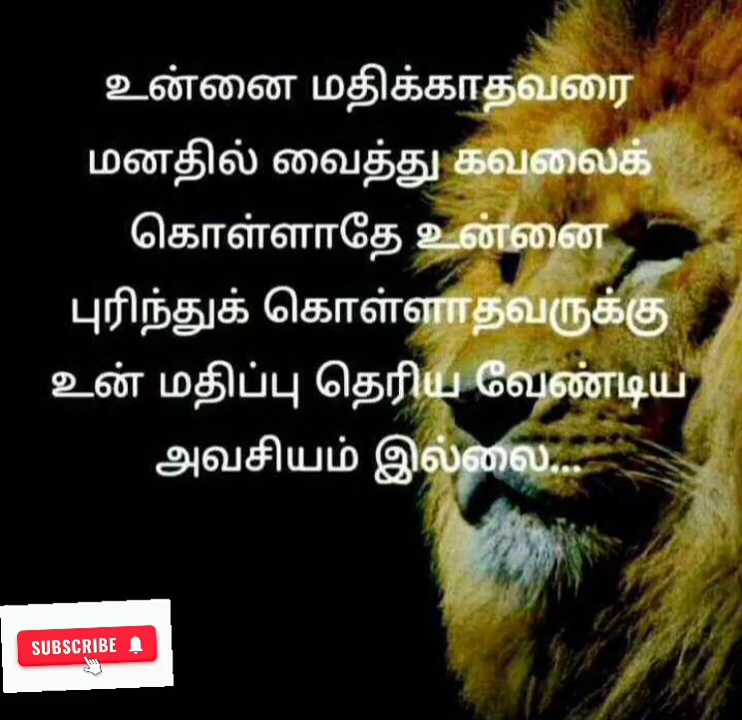 உன்னை மதிக்காதவரை
மனதில் வைத்து கவலைக்
கொள்ளாதே உன்னை
புரிந்துக் கொள்ளாதவருக்கு
உன் மதிப்பு தெரிய வேண்டிய
அவசியம் இல்லை...
SUBSCRIBE